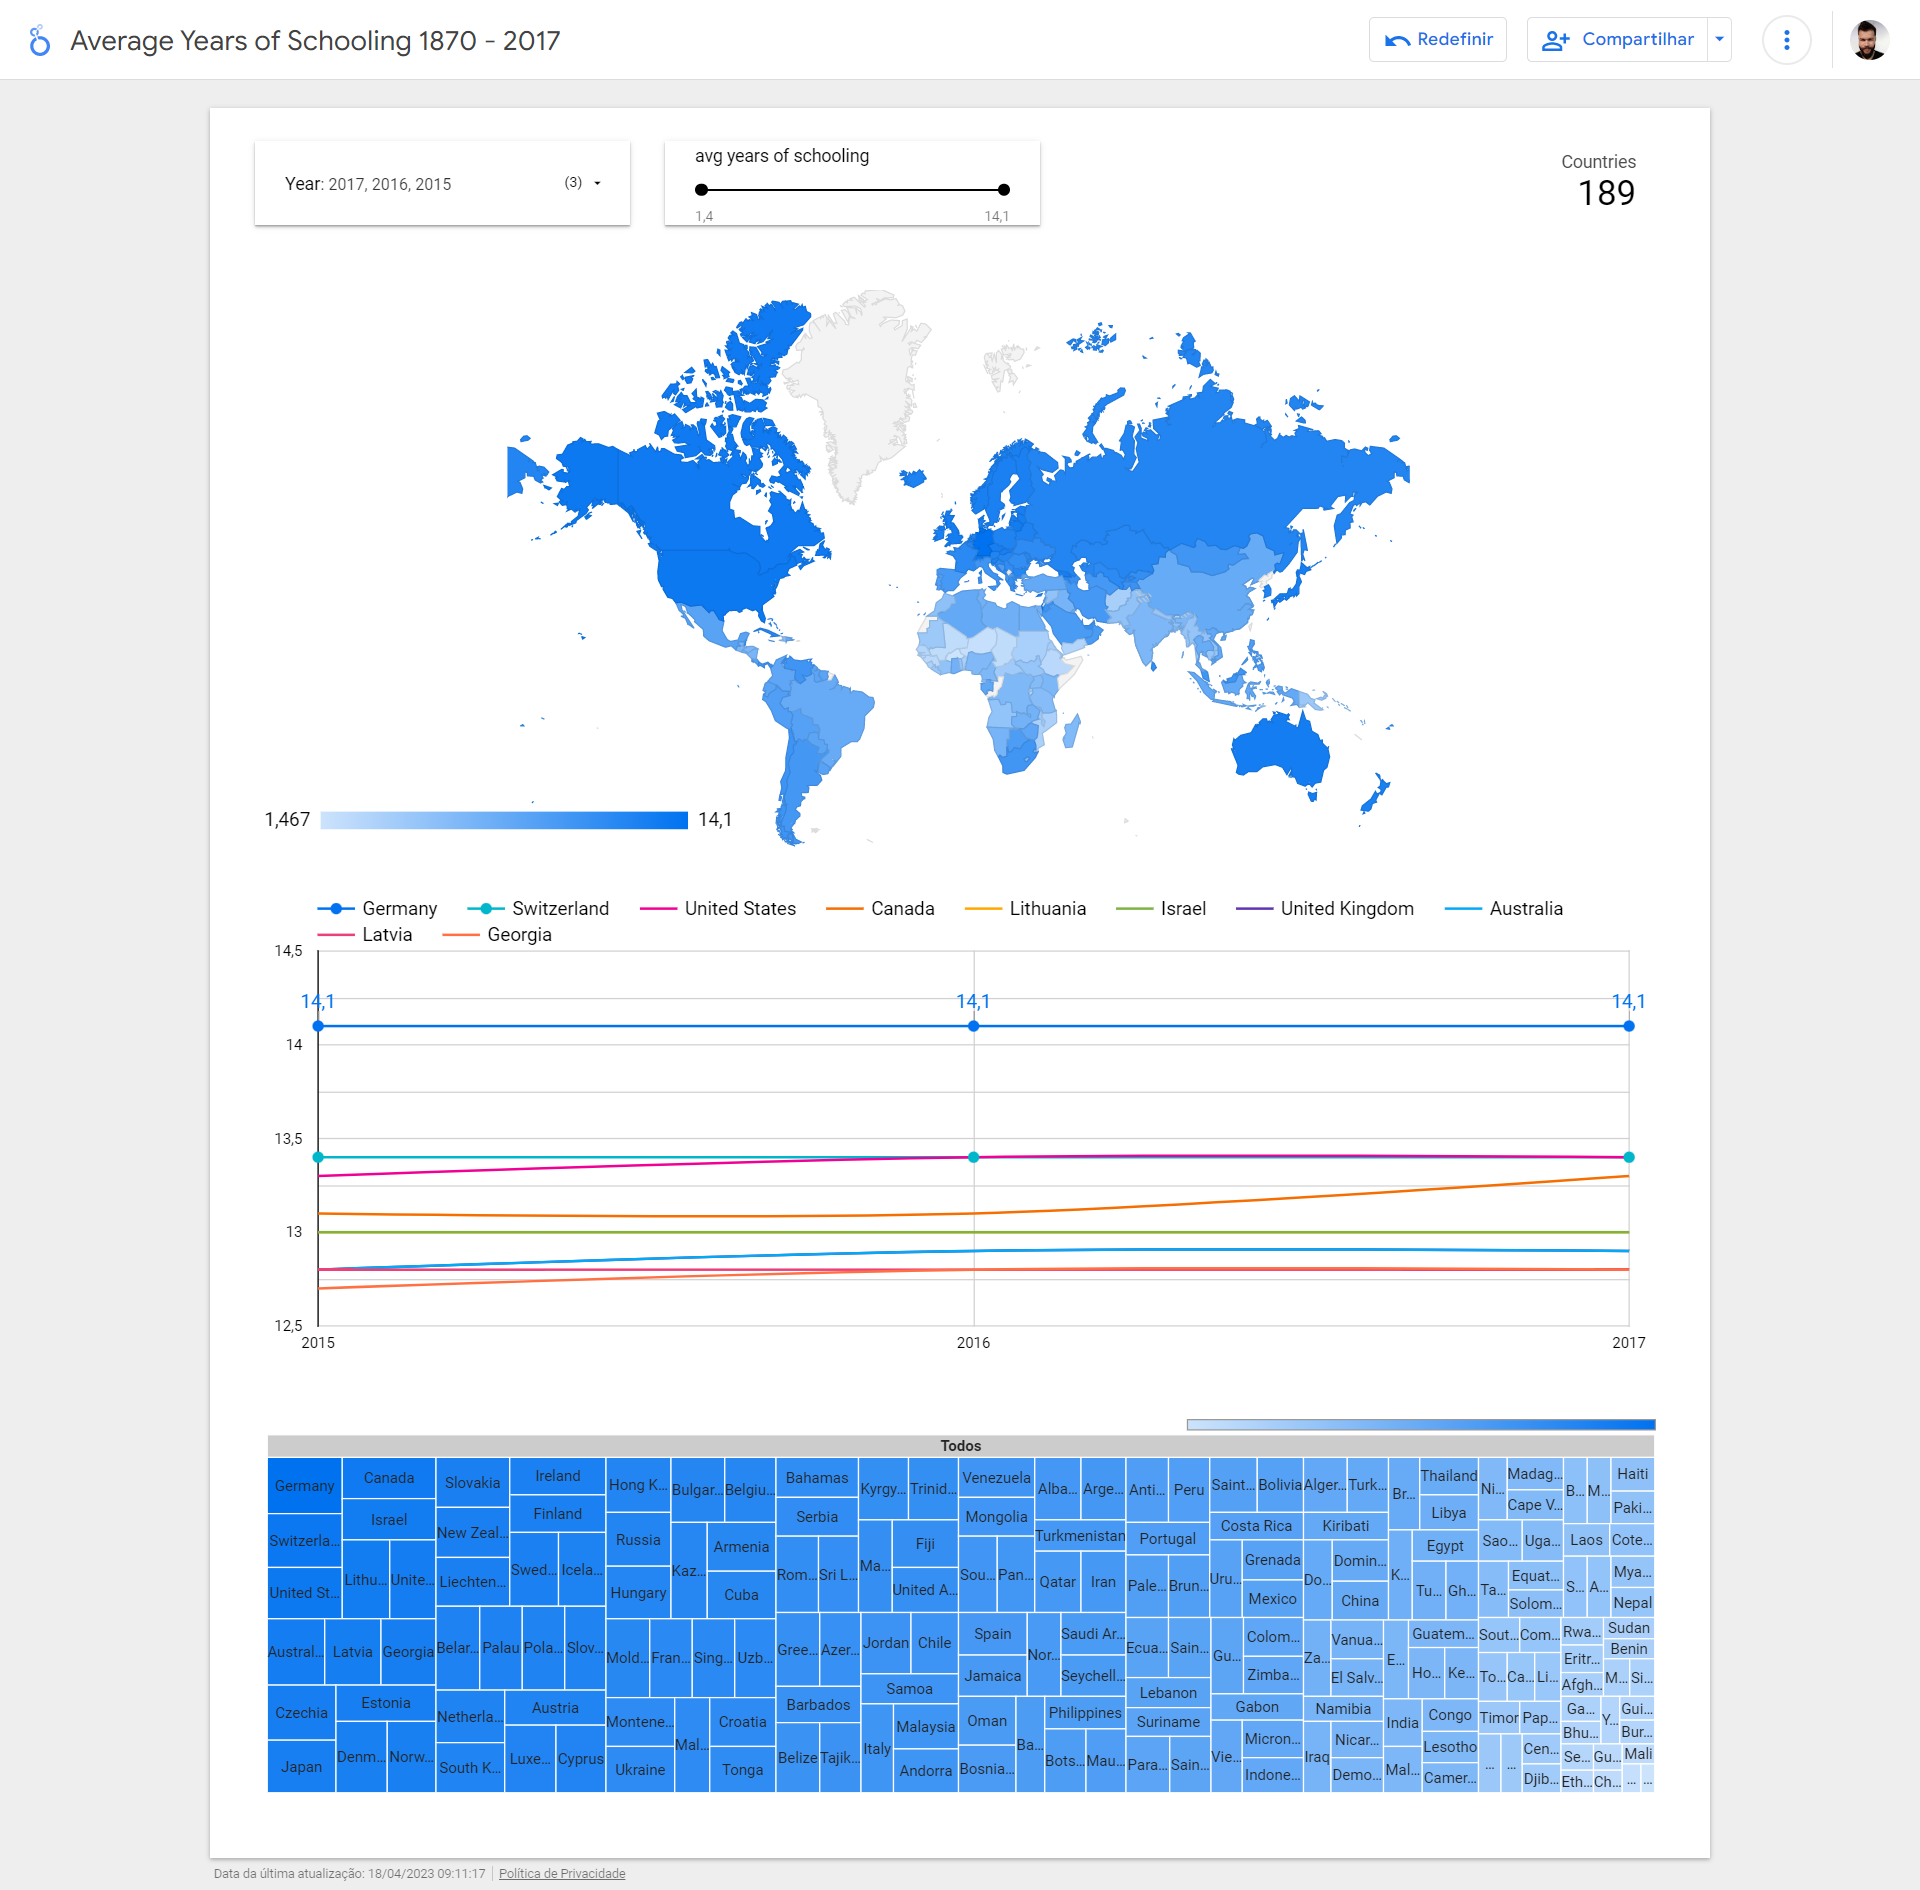 Average Years of Schooling 1870 - 2017
Redefinir
Compartilhar
Year: 2017, 2016, 2015 (3)
avg years of schooling
1,4 14,1
Countries
189
1,467 14,1
Germany Switzerland United States Canada Lithuania Israel United Kingdom Australia
Latvia Georgia
14,5
14,1 14,1 14,1
14
13,5
13
12,5
2015 2016 2017
Todos
Germany
Switzerla...
United St...
Canada
Israel
Lithu...
Unite...
Austral...
Latvia
Georgia
Czechia
Japan
Estonia
Denm...
Norw...
Slovakia
New Zeal...
Liechten...
Ireland
Finland
Swed...
Icela...
Belar...
Palau
Pola...
Slov...
Netherla...
South K...
Austria
Luxe...
Cyprus
Hong K...
Russia
Hungary
Bulgar...
Belgiu...
Kaz...
Armenia
Cuba
Mold...
Fran...
Sing...
Uzb...
Montene...
Ukraine
Mal...
Croatia
Tonga
Bahamas
Serbia
Rom...
Sri L...
Kyrgy...
Trinid...
Ma...
Fiji
United A...
Gree...
Azer...
Barbados
Belize
Tajik...
Jordan
Chile
Samoa
Italy
Malaysia
Andorra
Venezuela
Mongolia
Sou...
Pan...
Alba...
Arge...
Turkmenistan
Qatar
Iran
Spain
Jamaica
Nor...
Saudi Ar...
Seychell...
Oman
Bosnia...
Ba...
Philippines
Bots...
Mau...
Anti...
Peru
Portugal
Pale...
Brun...
Ecua...
Sain...
Lebanon
Suriname
Para...
Sain...
Saint...
Bolivia
Costa Rica
Uru...
Grenada
Mexico
Gu...
Colom...
Zimba...
Gabon
Vie...
Micron...
Indone...
Alger...
Turk...
Kiribati
Do...
Domin...
China
Za...
Vanua...
El Salv...
Namibia
Iraq
Nicar...
Demo...
Br...
Thailand
Libya
K...
Egypt
Tu...
Gh...
E...
Guatem...
Ho...
Ke...
India
Mal...
Congo
Lesotho
Camer...
Ni...
Madag...
Cape V...
Sao...
Uga...
Ta...
Equat...
Solom...
Sout...
Com...
To...
Ca...
Li...
Timor
Pap...
...
...
Cen...
Djib...
B...
M...
Haiti
Paki...
Laos
Cote...
S...
A...
Mya...
Nepal
Rwa...
Eritr...
Afgh...
Sudan
Benin
M...
Si...
Ga...
Bhu...
Y...
Gui...
Bur...
Se...
Gu...
Mali
Eth...
Ch...
...
...
Data da última atualização: 18/04/2023 09:11:17 Política de Privacidade